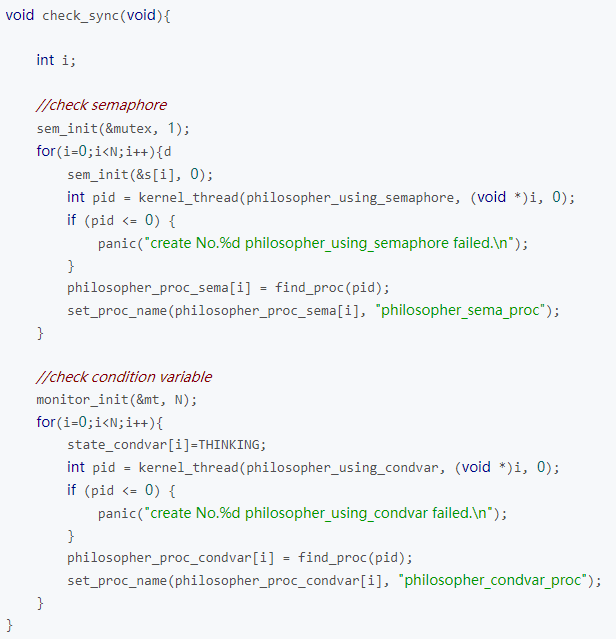 void check_sync(void){
    int i;
    //check semaphore
    sem_init(&mutex, 1);
    for(i=0;i<N;i++){d
        sem_init(&s[i], 0);
        int pid = kernel_thread(philosopher_using_semaphore, (void *)i, 0);
        if (pid <= 0) {
            panic("create No.%d philosopher_using_semaphore failed.\n");
        }
        philosopher_proc_sema[i] = find_proc(pid);
        set_proc_name(philosopher_proc_sema[i], "philosopher_sema_proc");
    }
    //check condition variable
    monitor_init(&mt, N);
    for(i=0;i<N;i++){
        state_condvar[i]=THINKING;
        int pid = kernel_thread(philosopher_using_condvar, (void *)i, 0);
        if (pid <= 0) {
            panic("create No.%d philosopher_using_condvar failed.\n");
        }
        philosopher_proc_condvar[i] = find_proc(pid);
        set_proc_name(philosopher_proc_condvar[i], "philosopher_condvar_proc");
    }
}